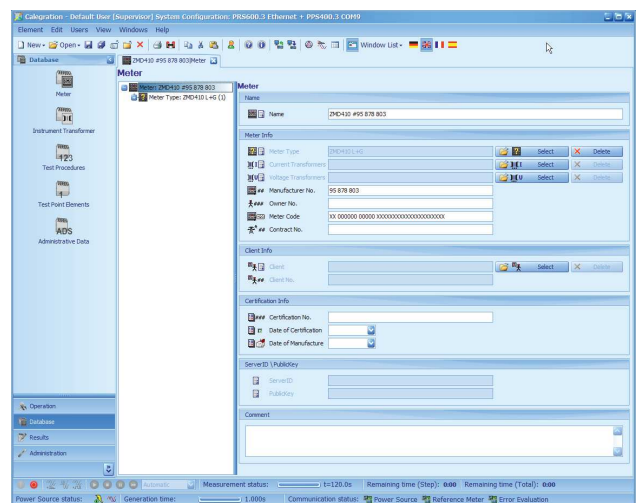 Calegration - Default User [Supervisor] System Configuration: PRS600.3 Ethernet + PPS400.3 COM9
Element Edit Users View Windows Help
New Open Window List
Database
ZMD410 #95 878 803|Meter
Meter
Meter
Instrument Transformer
Test Procedures
Test Point Elements
ADS
Administrative Data
Operation
Database
Results
Administration
Meter: ZMD410 #95 878 803
Meter Type: ZMD410 L+G (1)
Meter
Name
Name ZMD410 #95 878 803
Meter Info
Meter Type ZMD410 L+G Select Delete
Current Transformers Select Delete
Voltage Transformers Select Delete
## Manufacturer No. 95 878 803
### Owner No.
Meter Code XX 000000 00000 XXXXXXXXXXXXXXXXXXXXX
## Contract No.
Client Info
Client Select Delete
## Client No.
Certification Info
### Certification No.
Date of Certification
Date of Manufacture
ServerID \PublicKey
ServerID
PublicKey
Comment
Automatic Measurement status: t=120.0s Remaining time (Step): 0:00 Remaining time (Total): 0:00
Power Source status: Generation time: 1.000s Communication status: Power Source Reference Meter Error Evaluation